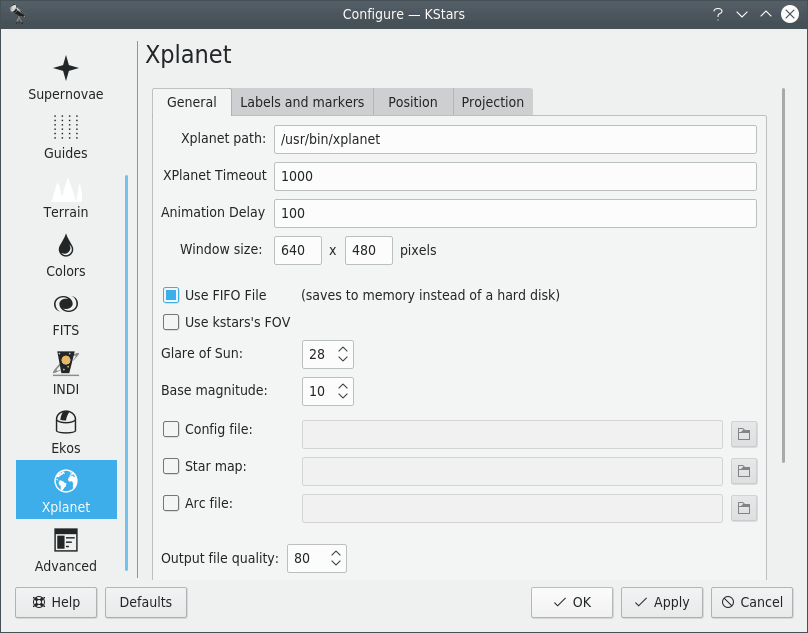 Configure — KStars
Xplanet
Supernovae
Guides
Terrain
Colors
FITS
INDI
Ekos
Xplanet
Advanced
General Labels and markers Position Projection
Xplanet path: /usr/bin/xplanet
XPlanet Timeout 1000
Animation Delay 100
Window size: 640 x 480 pixels
Use FIFO File (saves to memory instead of a hard disk)
Use kstars's FOV
Glare of Sun: 28
Base magnitude: 10
Config file:
Star map:
Arc file:
Output file quality: 80
Help Defaults OK Apply Cancel